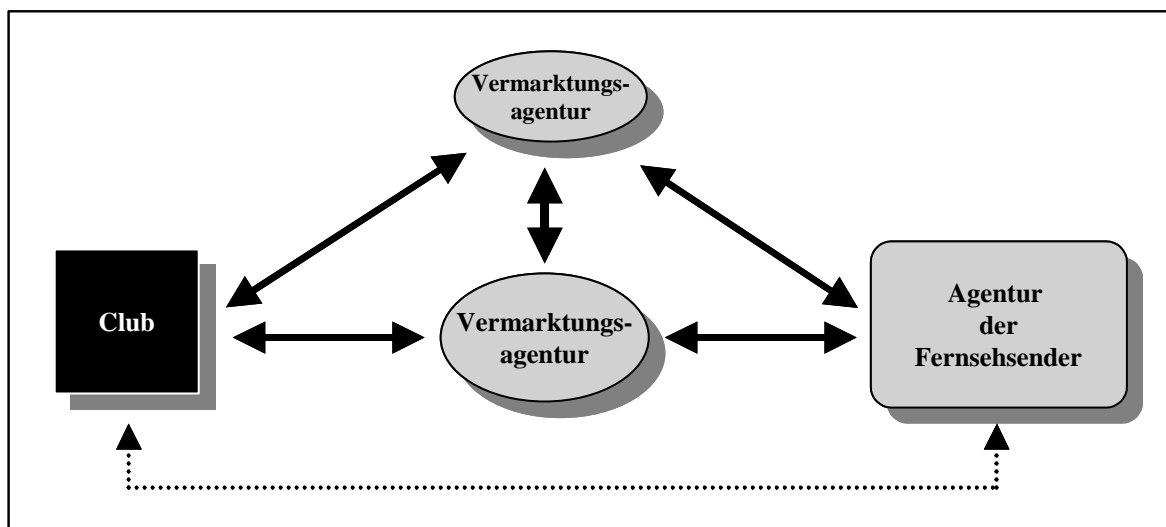 Vermarktungs-
agentur
Club
Vermarktungs-
agentur
Agentur
der
Fernsehsender